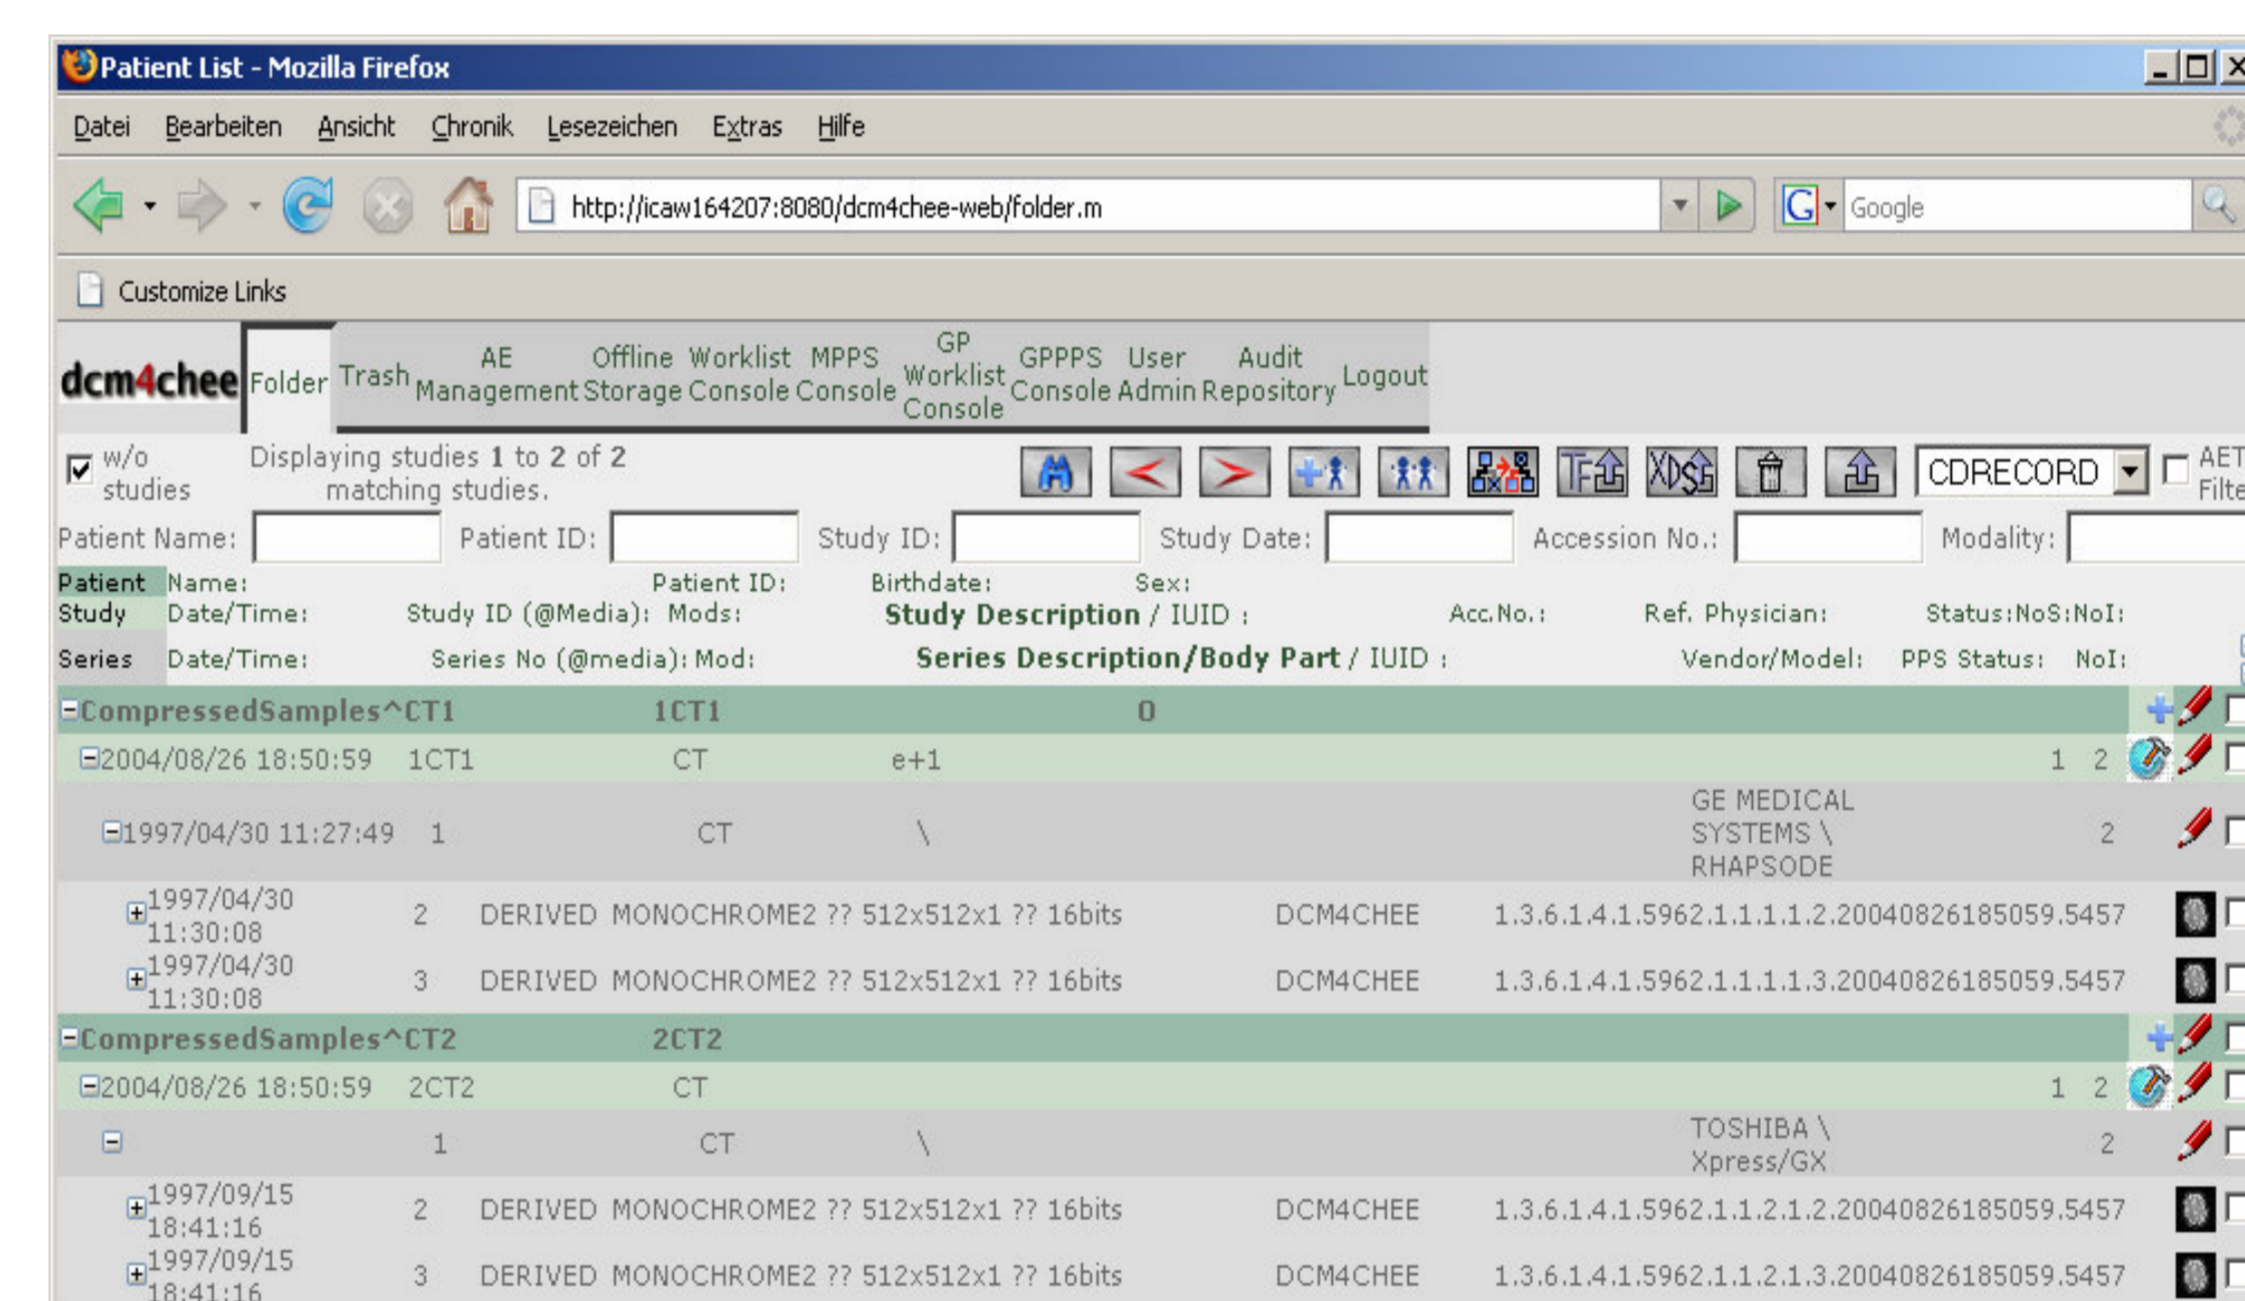 Patient List - Mozilla Firefox
Datei Bearbeiten Ansicht Chronik Lesezeichen Extras Hilfe
http://icaw164207:8080/dcm4chee-web/folder.m
G Google
Customize Links
dcm4chee Folder Trash AE Management Offline Storage Worklist Console MPPS Console GP Worklist Console GPPPS Console User Admin Audit Repository Logout
w/o studies Displaying studies 1 to 2 of 2 matching studies. TF XDS CDRECORD AET
Patient Name: Patient ID: Study ID: Study Date: Accession No.: Modality:
Patient Name: Patient ID: Birthdate: Sex:
Study Date/Time: Study ID (@Media): Mods: Study Description / IUID : Acc.No.: Ref. Physician: Status:NoS:NoI:
Series Date/Time: Series No (@media): Mod: Series Description/Body Part / IUID : Vendor/Model: PPS Status: NoI:
CompressedSamples^CT1 1CT1 O
2004/08/26 18:50:59 1CT1 CT e+1 1 2
1997/04/30 11:27:49 1 CT \ GE MEDICAL SYSTEMS \ RHAPSODE 2
1997/04/30 11:30:08 2 DERIVED MONOCHROME2 ?? 512x512x1 ?? 16bits DCM4CHEE 1.3.6.1.4.1.5962.1.1.1.1.2.20040826185059.5457
1997/04/30 11:30:08 3 DERIVED MONOCHROME2 ?? 512x512x1 ?? 16bits DCM4CHEE 1.3.6.1.4.1.5962.1.1.1.1.3.20040826185059.5457
CompressedSamples^CT2 2CT2
2004/08/26 18:50:59 2CT2 CT 1 2
1 CT \ TOSHIBA \ Xpress/GX 2
1997/09/15 18:41:16 2 DERIVED MONOCHROME2 ?? 512x512x1 ?? 16bits DCM4CHEE 1.3.6.1.4.1.5962.1.1.2.1.2.20040826185059.5457
1997/09/15 18:41:16 3 DERIVED MONOCHROME2 ?? 512x512x1 ?? 16bits DCM4CHEE 1.3.6.1.4.1.5962.1.1.2.1.3.20040826185059.5457